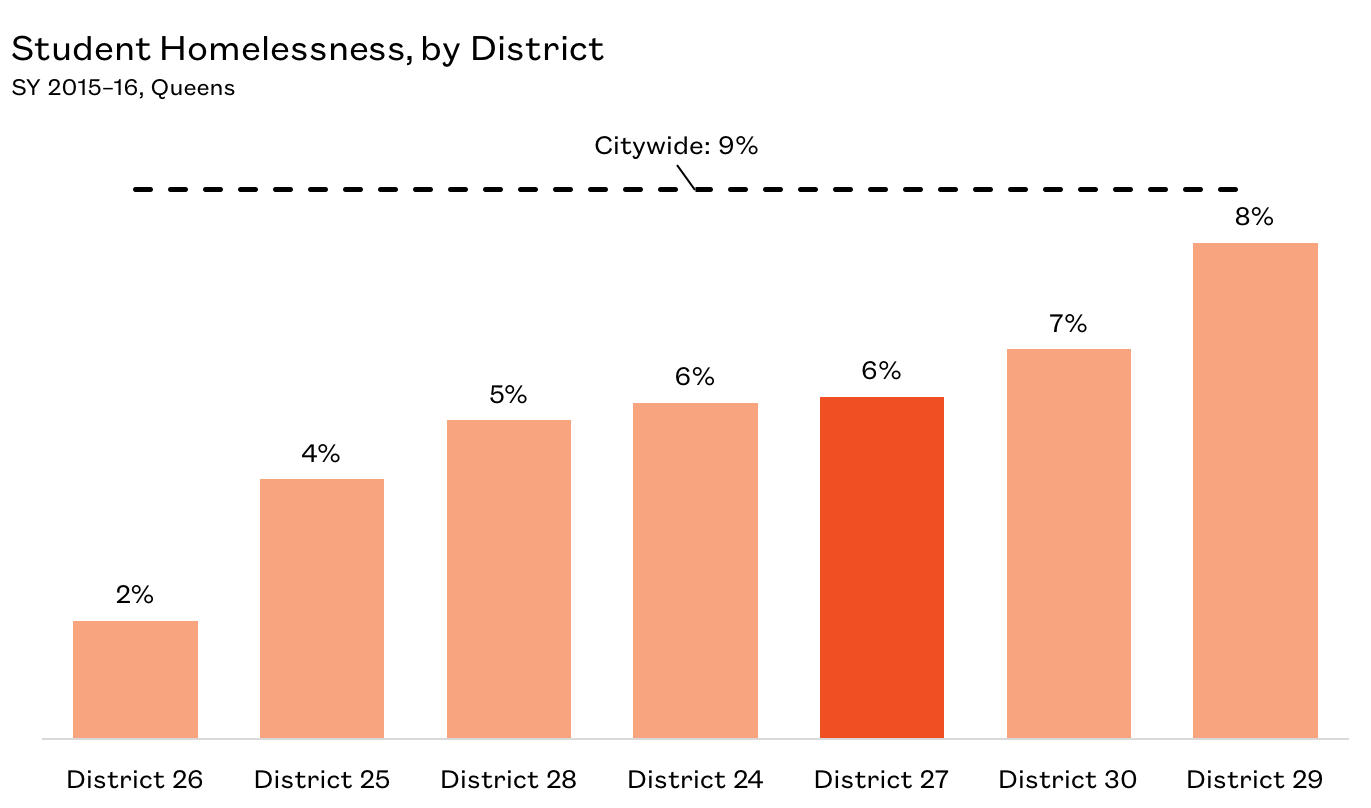 Student Homelessness, by District
SY 2015–16, Queens
Citywide: 9%
8%
7%
6%
6%
5%
4%
2%
District 26
District 25
District 28
District 24
District 27
District 30
District 29